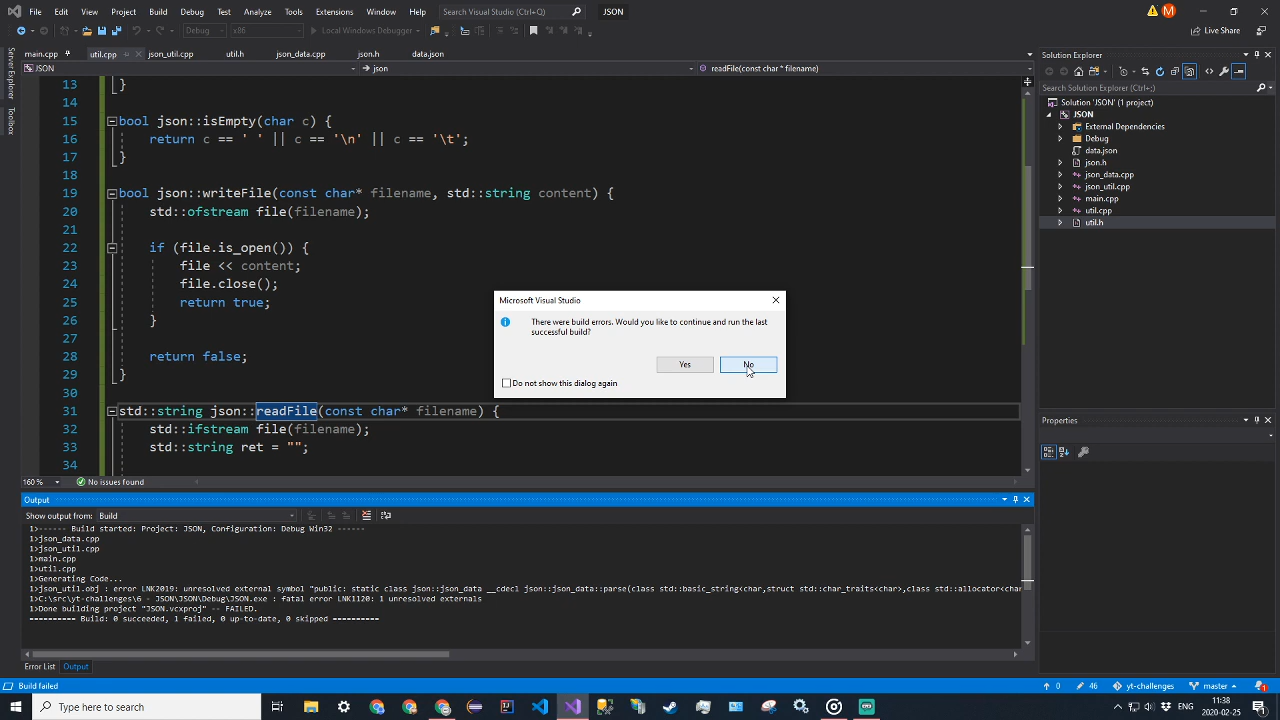 File Edit View Project Build Debug Test Analyze Tools Extensions Window Help Search Visual Studio (Ctrl+Q) JSON M
Debug x86 Local Windows Debugger Live Share
main.cpp util.cpp json_util.cpp util.h json_data.cpp json.h data.json
JSON json readFile(const char * filename)
Server Explorer
Toolbox
13 }
14
15 bool json::isEmpty(char c) {
16 return c == ' ' || c == '\n' || c == '\t';
17 }
18
19 bool json::writeFile(const char* filename, std::string content) {
20 std::ofstream file(filename);
21
22 if (file.is_open()) {
23 file << content;
24 file.close();
25 return true;
26 }
28 return false;
29 }
30
31 std::string json::readFile(const char* filename) {
32 std::ifstream file(filename);
33 std::string ret = "";
34
160 % No issues found
Microsoft Visual Studio
There were build errors. Would you like to continue and run the last
successful build?
Yes No
Do not show this dialog again
Solution Explorer
Search Solution Explorer (Ctrl+;)
Solution 'JSON' (1 project)
JSON
External Dependencies
Debug
data.json
json.h
json_data.cpp
json_util.cpp
main.cpp
util.cpp
util.h
Properties
Output
Show output from: Build
1>------ Build started: Project: JSON, Configuration: Debug Win32 ------
1>json_data.cpp
1>json_util.cpp
1>main.cpp
1>util.cpp
1>Generating Code...
1>json_util.obj : error LNK2019: unresolved external symbol "public: static class json::json_data __cdecl json::json_data::parse(class std::basic_string<char,struct std::char_traits<char>,class std::allocator<char
1>C:\src\yt-challenges\6 - JSON\JSON\Debug\JSON.exe : fatal error LNK1120: 1 unresolved externals
1>Done building project "JSON.vcxproj" -- FAILED.
========== Build: 0 succeeded, 1 failed, 0 up-to-date, 0 skipped ==========
Error List Output
Build failed 0 46 yt-challenges master 1
Type here to search ENG 11:38
2020-02-25